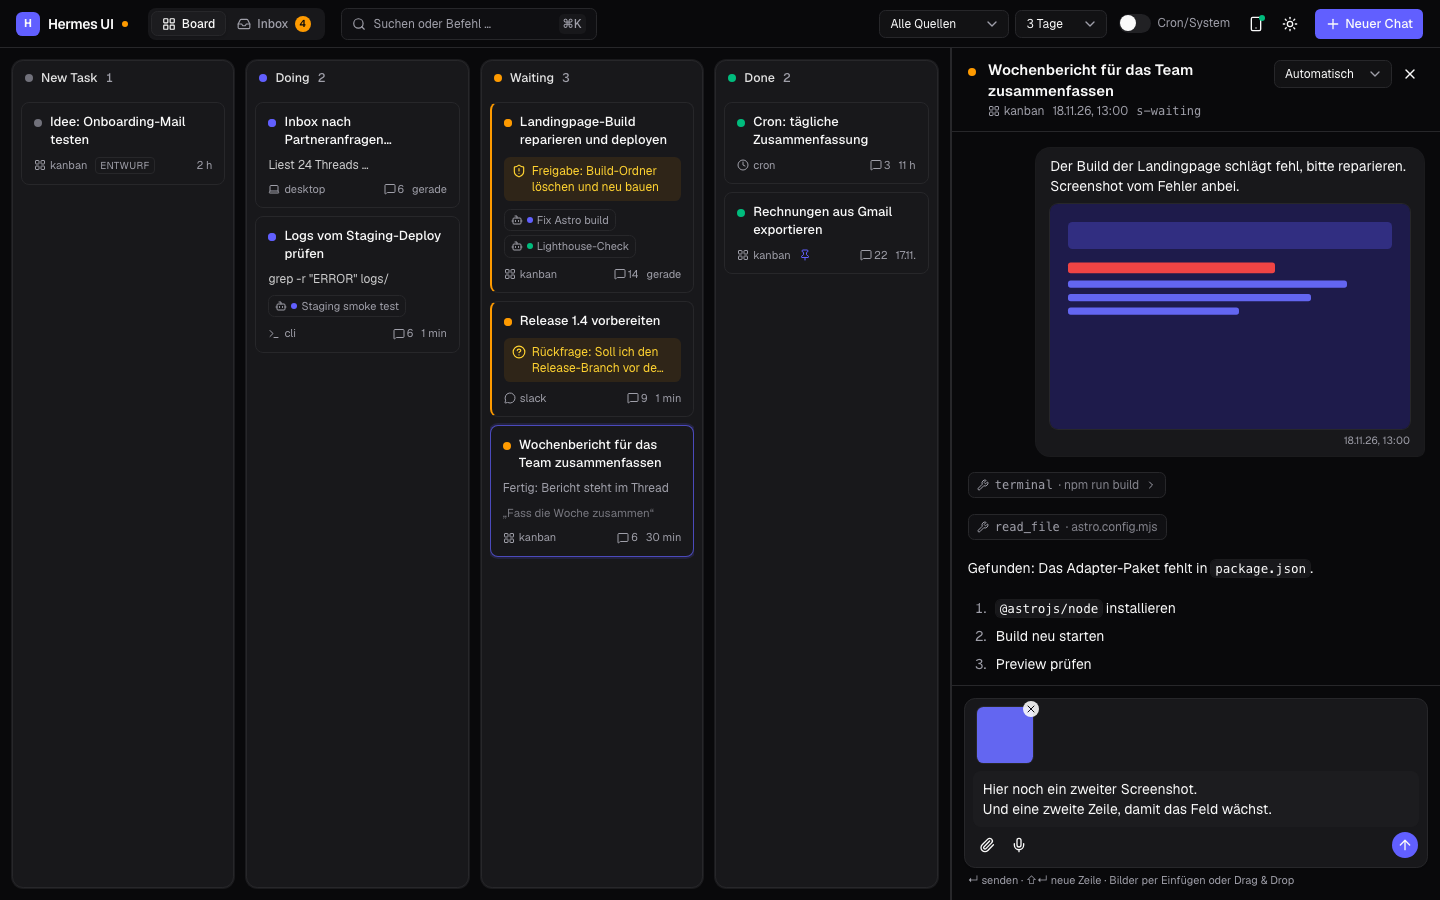 H Hermes UI
Board
Inbox 4
Suchen oder Befehl ... ⌘K
Alle Quellen
3 Tage
Cron/System
Neuer Chat
New Task 1
Idee: Onboarding-Mail
testen
kanban ENTWURF 2 h
Doing 2
Inbox nach
Partneranfragen...
Liest 24 Threads ...
desktop 6 gerade
Logs vom Staging-Deploy
prüfen
grep -r "ERROR" logs/
Staging smoke test
cli 6 1 min
Waiting 3
Landingpage-Build
reparieren und deployen
Freigabe: Build-Ordner
löschen und neu bauen
Fix Astro build
Lighthouse-Check
kanban 14 gerade
Release 1.4 vorbereiten
Rückfrage: Soll ich den
Release-Branch vor de...
slack 9 1 min
Wochenbericht für das
Team zusammenfassen
Fertig: Bericht steht im Thread
„Fass die Woche zusammen“
kanban 6 30 min
Done 2
Cron: tägliche
Zusammenfassung
cron 3 11 h
Rechnungen aus Gmail
exportieren
kanban 22 17.11.
Wochenbericht für das Team
zusammenfassen
kanban 18.11.26, 13:00 s-waiting
Automatisch
Der Build der Landingpage schlägt fehl, bitte reparieren.
Screenshot vom Fehler anbei.
18.11.26, 13:00
terminal · npm run build
read_file · astro.config.mjs
Gefunden: Das Adapter-Paket fehlt in package.json.
1. @astrojs/node installieren
2. Build neu starten
3. Preview prüfen
Hier noch ein zweiter Screenshot.
Und eine zweite Zeile, damit das Feld wächst.
↵ senden · ⇧↵ neue Zeile · Bilder per Einfügen oder Drag & Drop